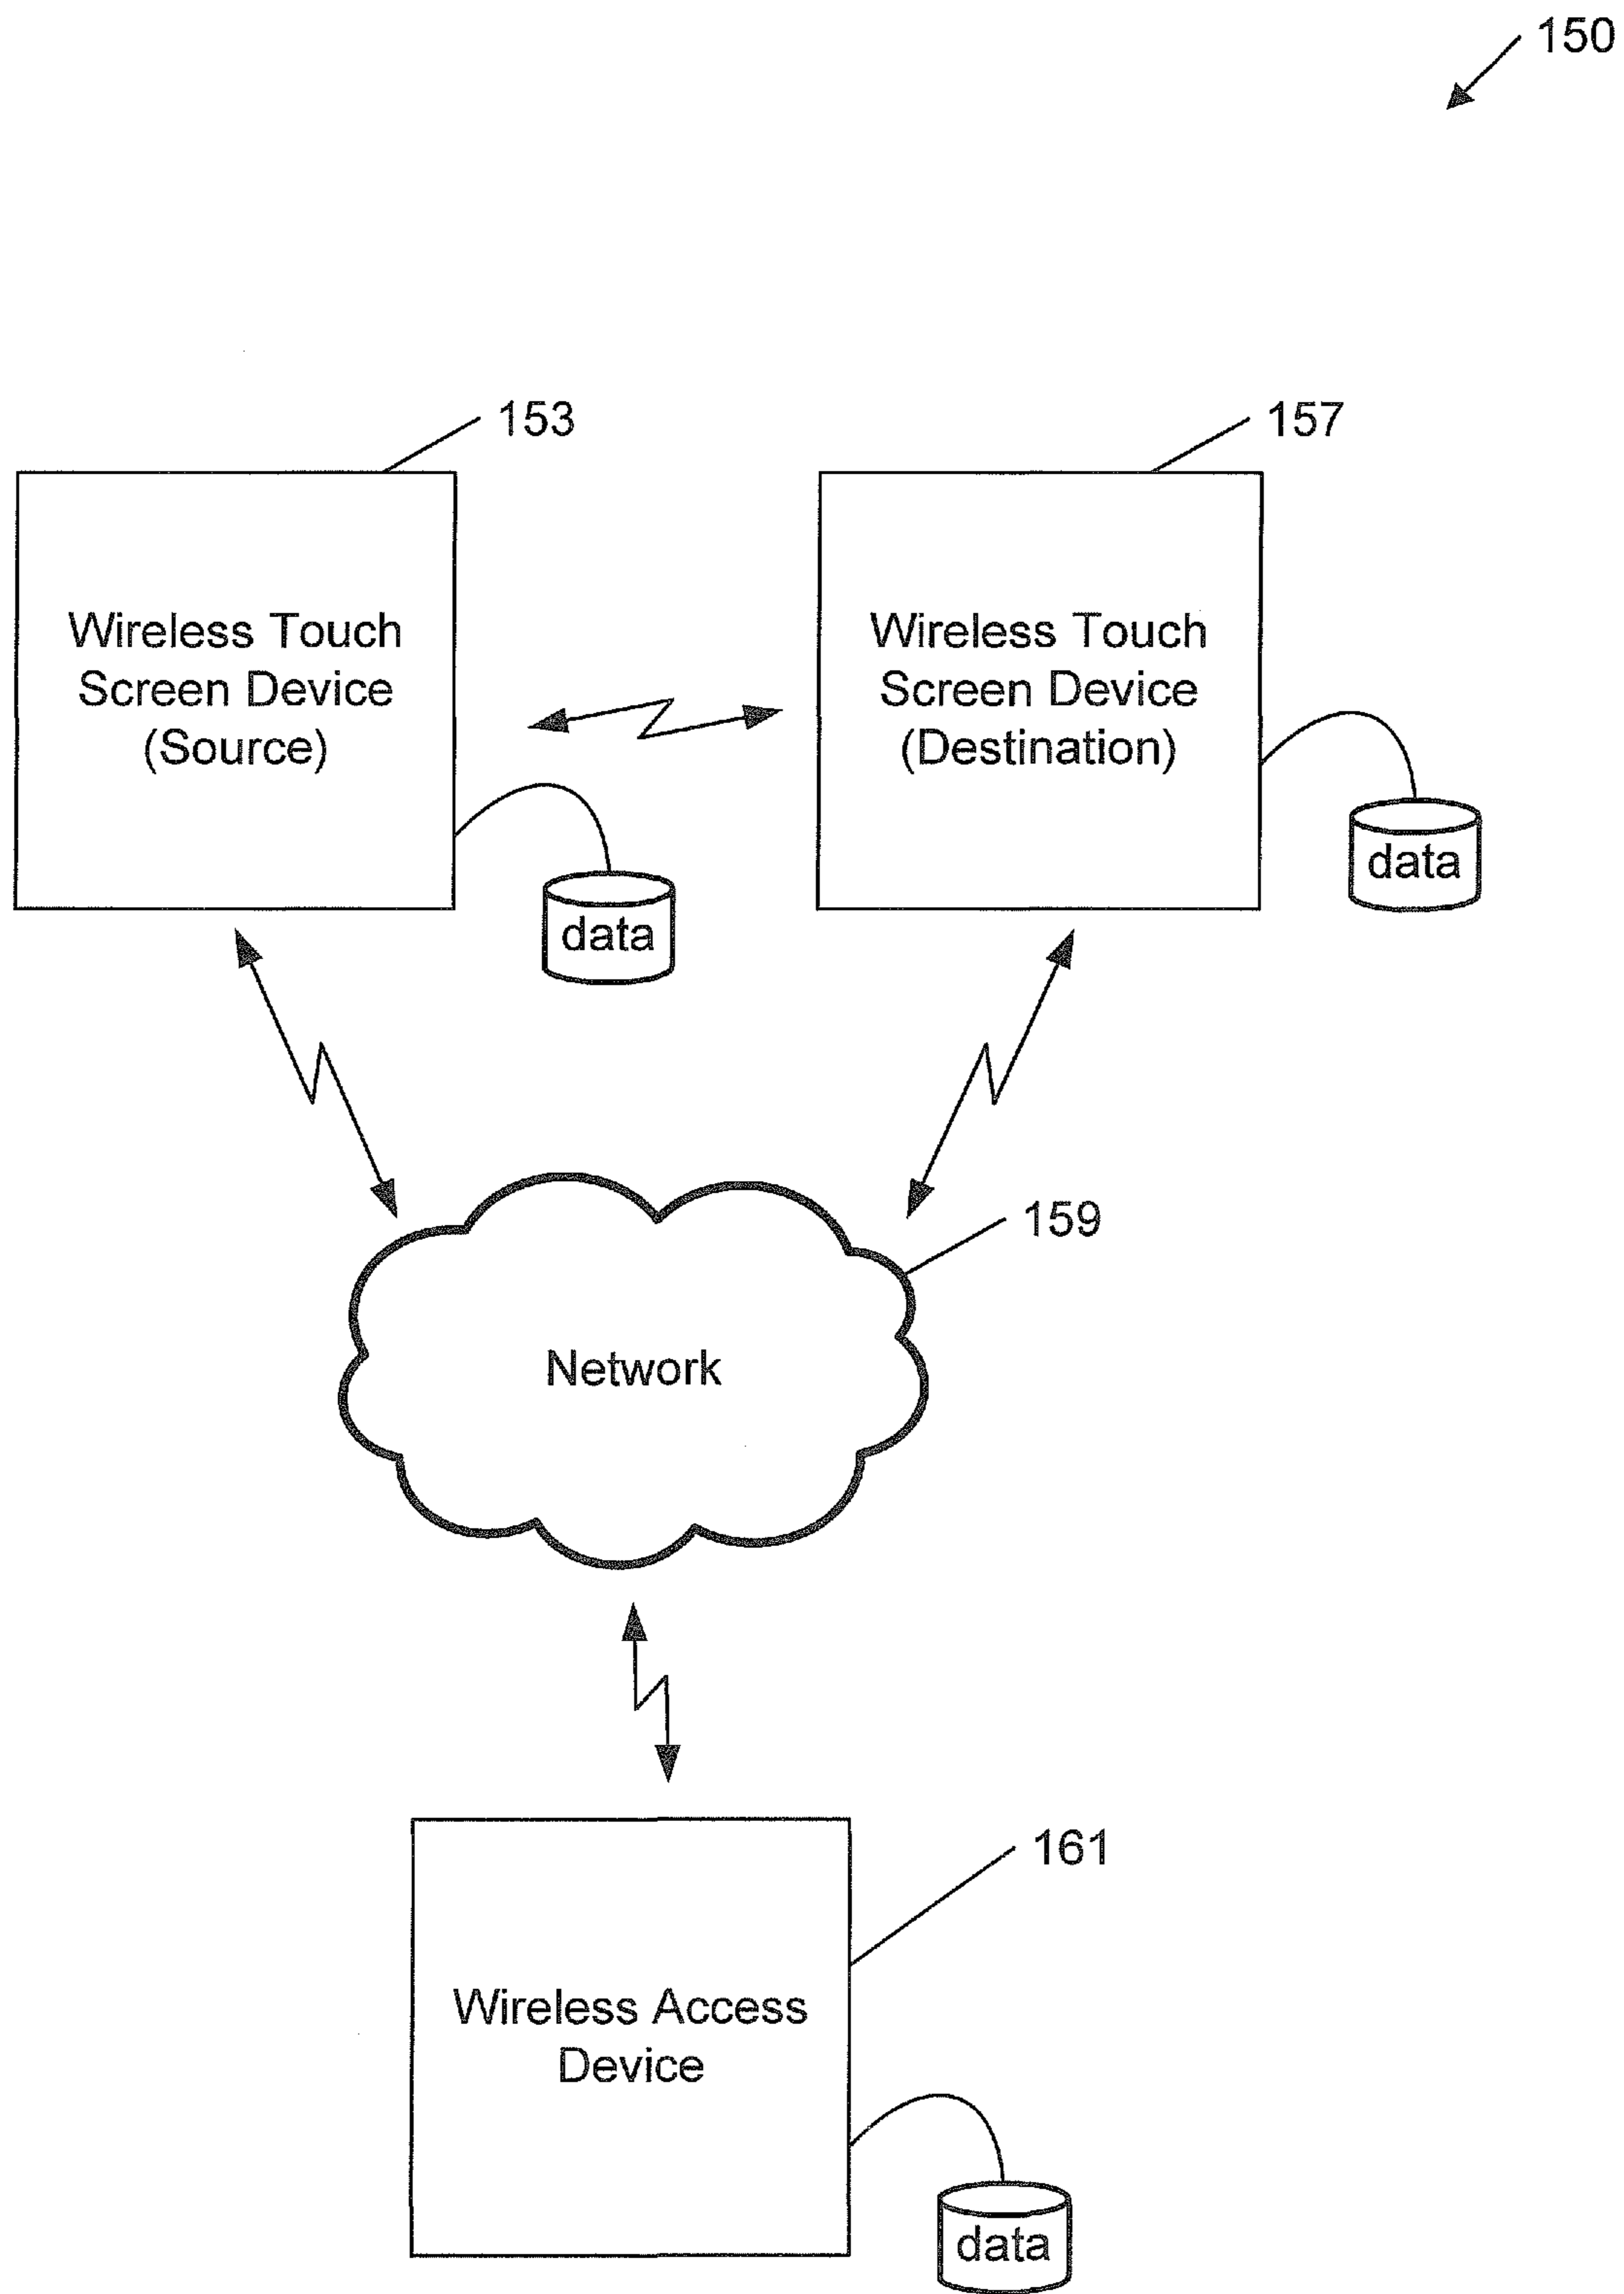 150
153
157
Wireless Touch
Screen Device
(Source)
Wireless Touch
Screen Device
(Destination)
data
data
159
Network
161
Wireless Access
Device
data